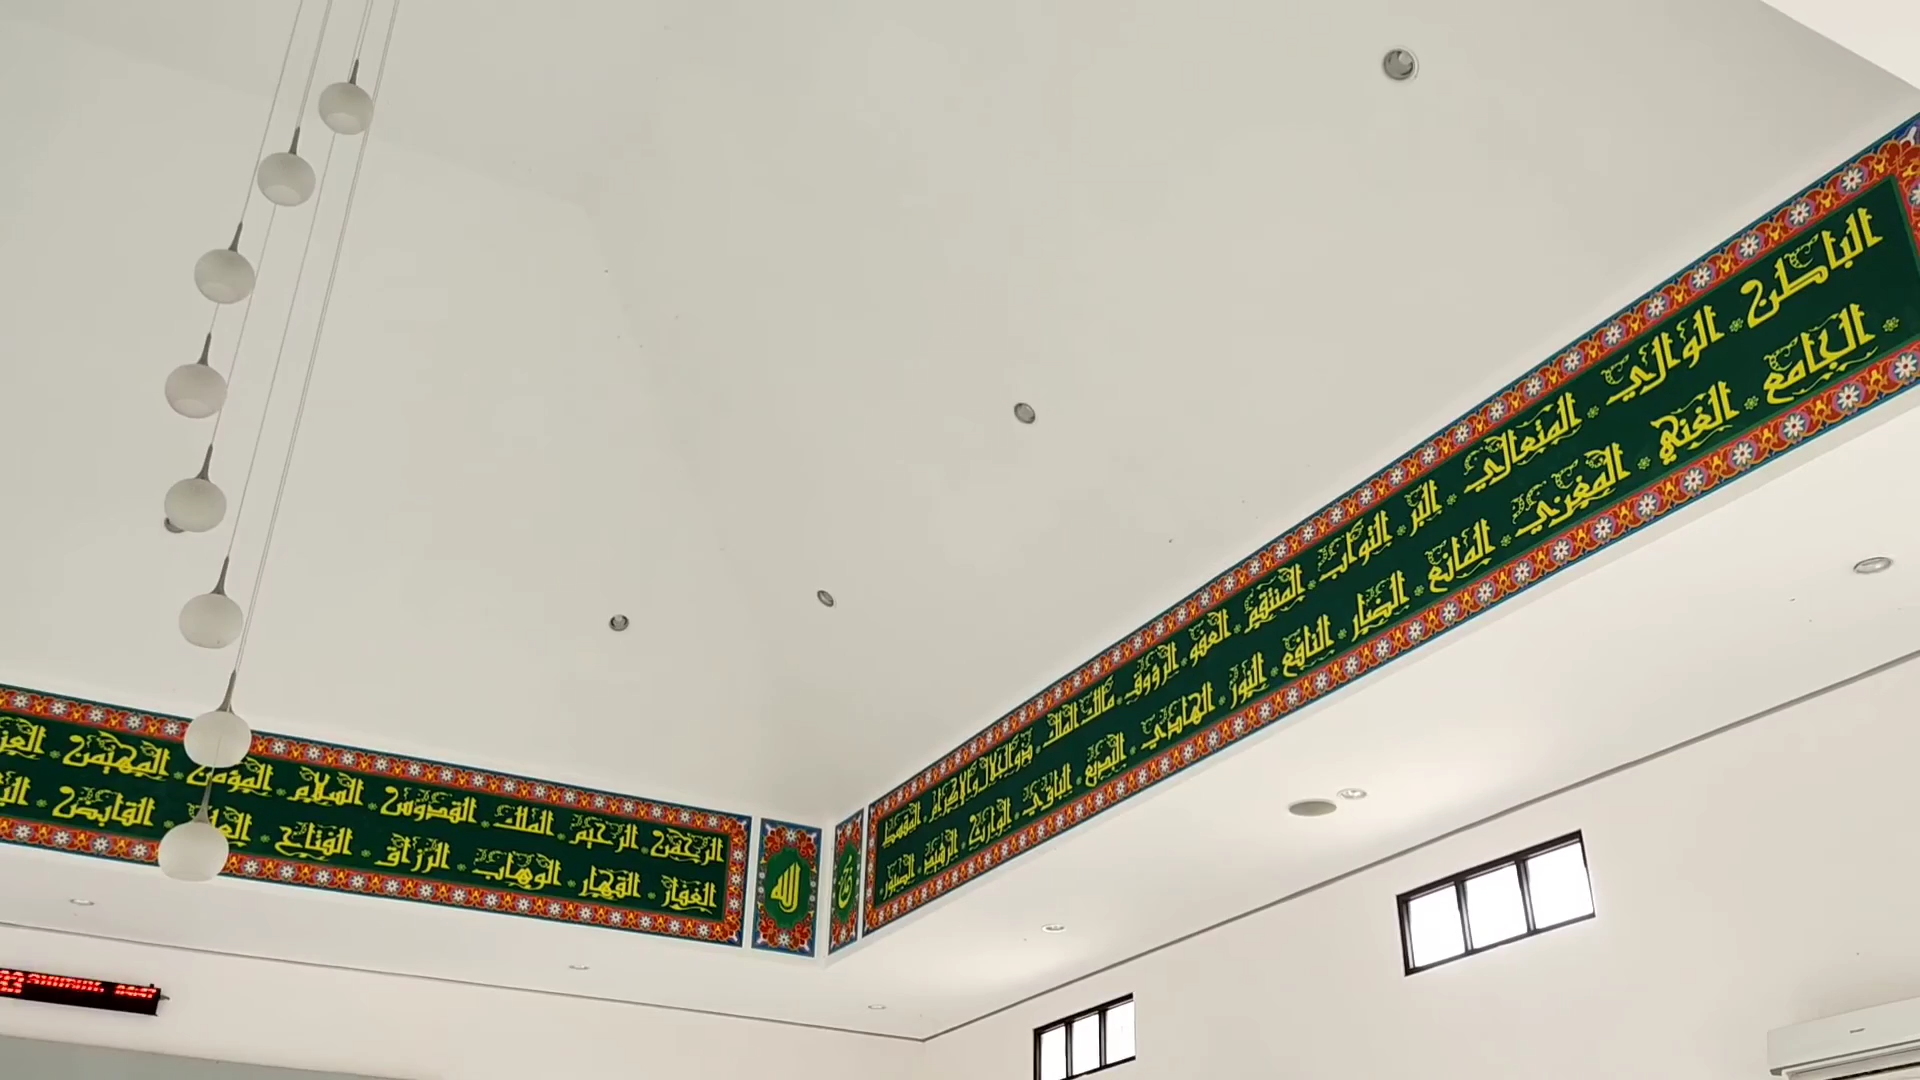 الرحمن * الرحيم * الملك * القدوس * السلام * المؤمن * المهيمن *
الغفار * القهار * الوهاب * الرزاق * الفتاح * العليم * القابض *
الله
الباطن * الوالي * المتعالي * البر * التواب * المنتقم * العفو * الرؤوف * مالك الملك * ذوالجلال والإكرام * المقسط
* الجامع * الغني * المغني * المانع * الضار * النافع * النور * الهادي * البديع * الباقي * الوارث * الرشيد * الصبور *